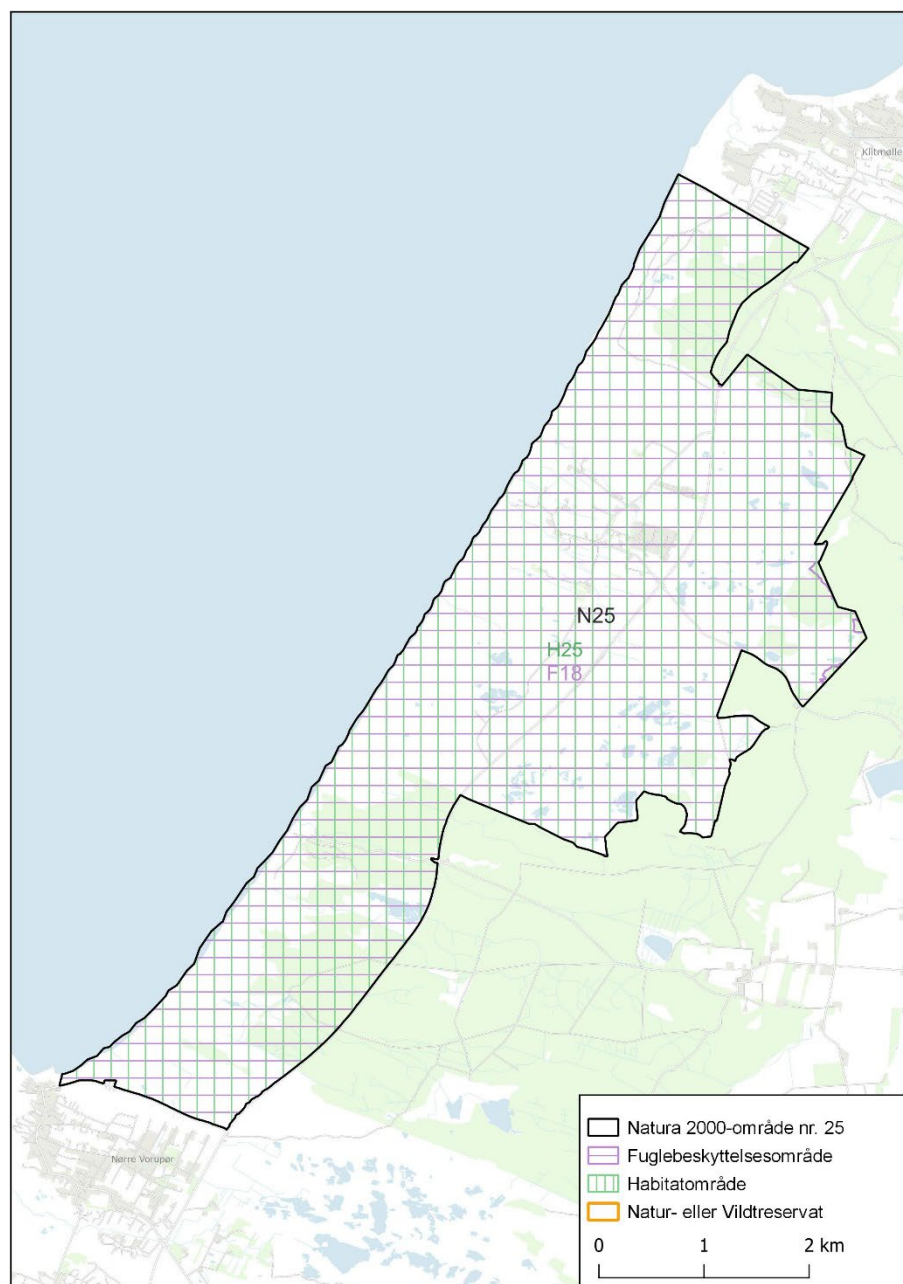 Klitmølle
N25
H25
F18
Nørre Vorupør
Natura 2000-område nr. 25
Fuglebeskyttelsesområde
Habitatområde
Natur- eller Vildtreservat
0 1 2 km